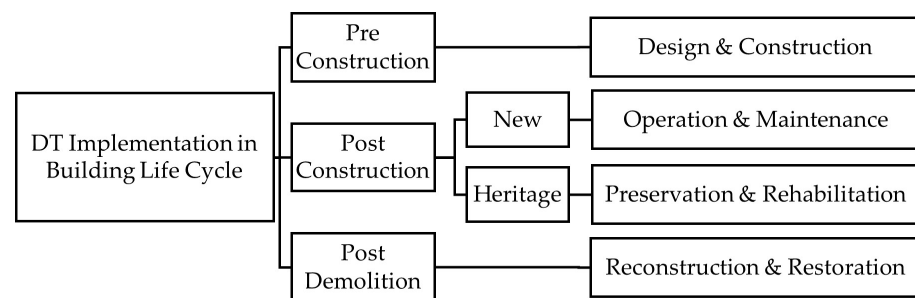 Pre
Construction
Design & Construction
DT Implementation in
Building Life Cycle
Post
Construction
New
Operation & Maintenance
Heritage
Preservation & Rehabilitation
Post
Demolition
Reconstruction & Restoration